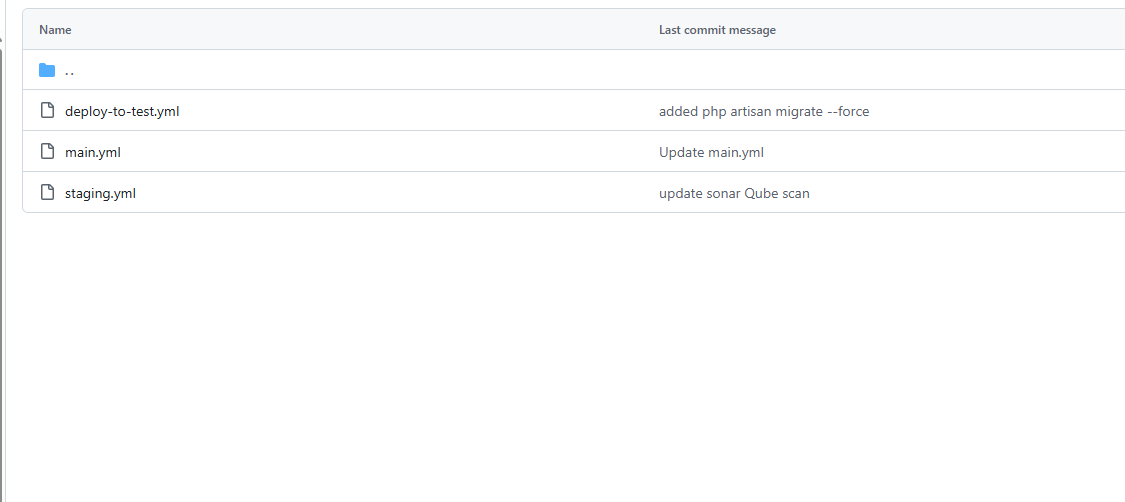 Name Last commit message
..
deploy-to-test.yml added php artisan migrate --force
main.yml Update main.yml
staging.yml update sonar Qube scan